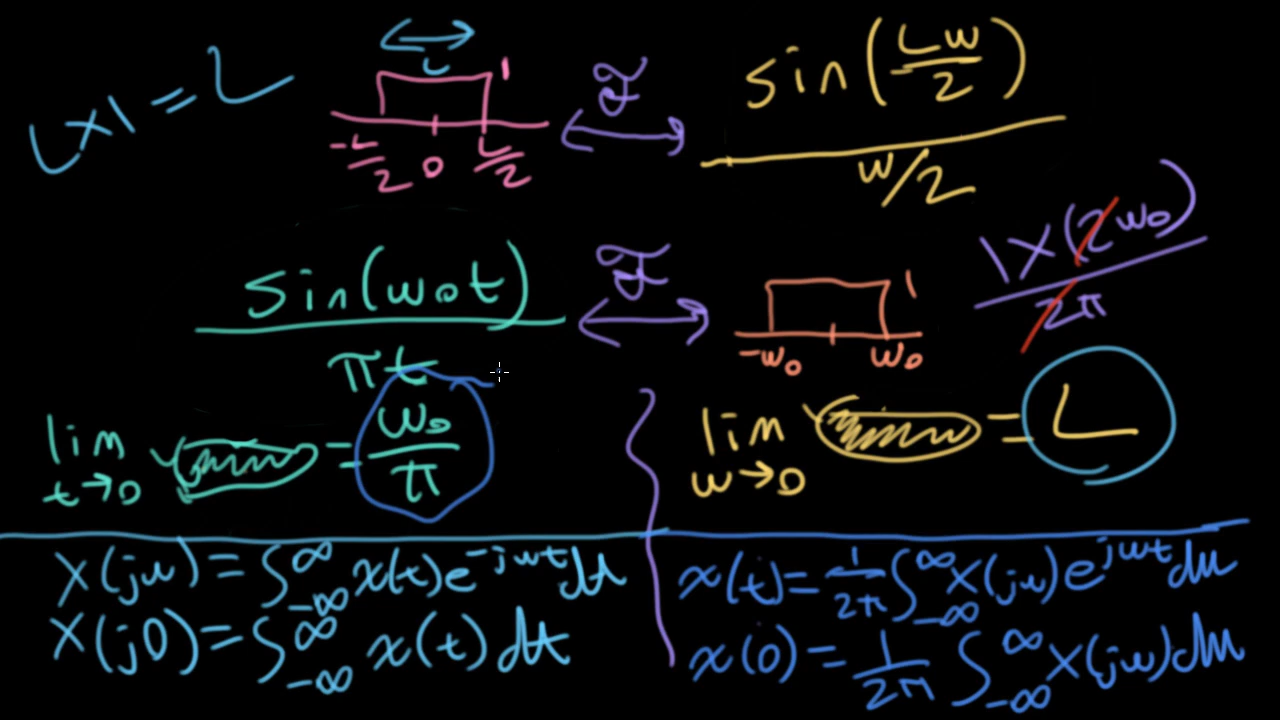 L×1 = L
L
1
-L/2 0 L/2
ℱ
sin(Lw/2)
w/2
sin(w₀t)
πt
ℱ
1
-w₀ w₀
1×(2w₀)
2π
lim t→0 = w₀/π
lim w→0 = L
X(jw) = ∫_{-∞}^{∞} x(t)e^{-jwt}dt
X(j0) = ∫_{-∞}^{∞} x(t)dt
x(t) = 1/2π ∫_{-∞}^{∞} X(jw)e^{jwt}dw
x(0) = 1/2π ∫_{-∞}^{∞} X(jw)dw